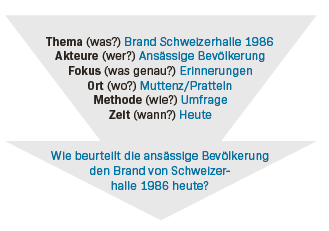 Thema (was?) Brand Schweizerhalle 1986
Akteure (wer?) Ansässige Bevölkerung
Fokus (was genau?) Erinnerungen
Ort (wo?) Muttenz/Pratteln
Methode (wie?) Umfrage
Zeit (wann?) Heute
Wie beurteilt die ansässige Bevölkerung
den Brand von Schweizer-
halle 1986 heute?